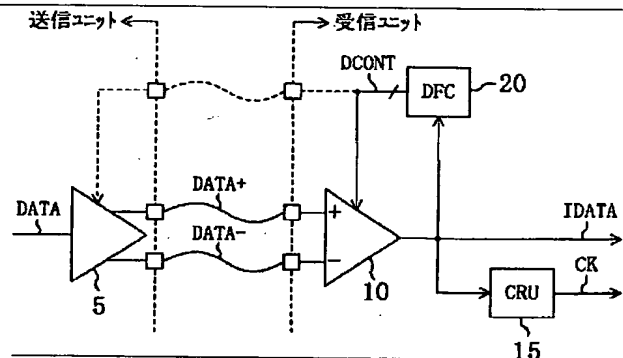 送信ユニット
受信ユニット
DCONT
DFC
20
DATA
DATA+
DATA-
+
-
5
10
IDATA
CRU
CK
15